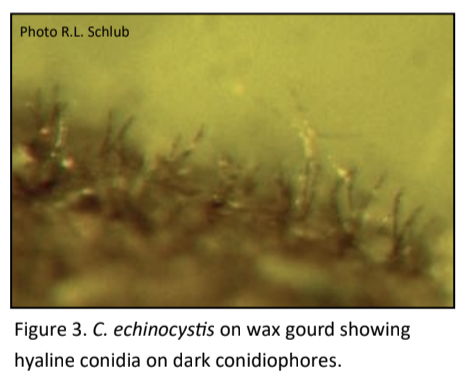 Photo R.L. Schlub
Figure 3. C. echinocystis on wax gourd showing
hyaline conidia on dark conidiophores.